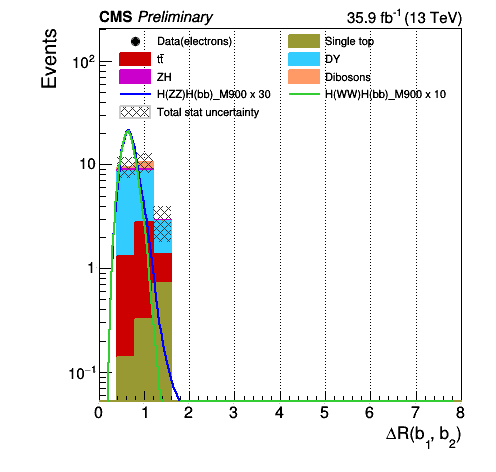 CMS Preliminary 35.9 fb⁻¹ (13 TeV)
Events
Data(electrons) Single top
tt̄ DY
ZH Dibosons
H(ZZ)H(bb)_M900 x 30 H(WW)H(bb)_M900 x 10
Total stat uncertainty
10²
10
1
10⁻¹
0 1 2 3 4 5 6 7 8
ΔR(b₁, b₂)